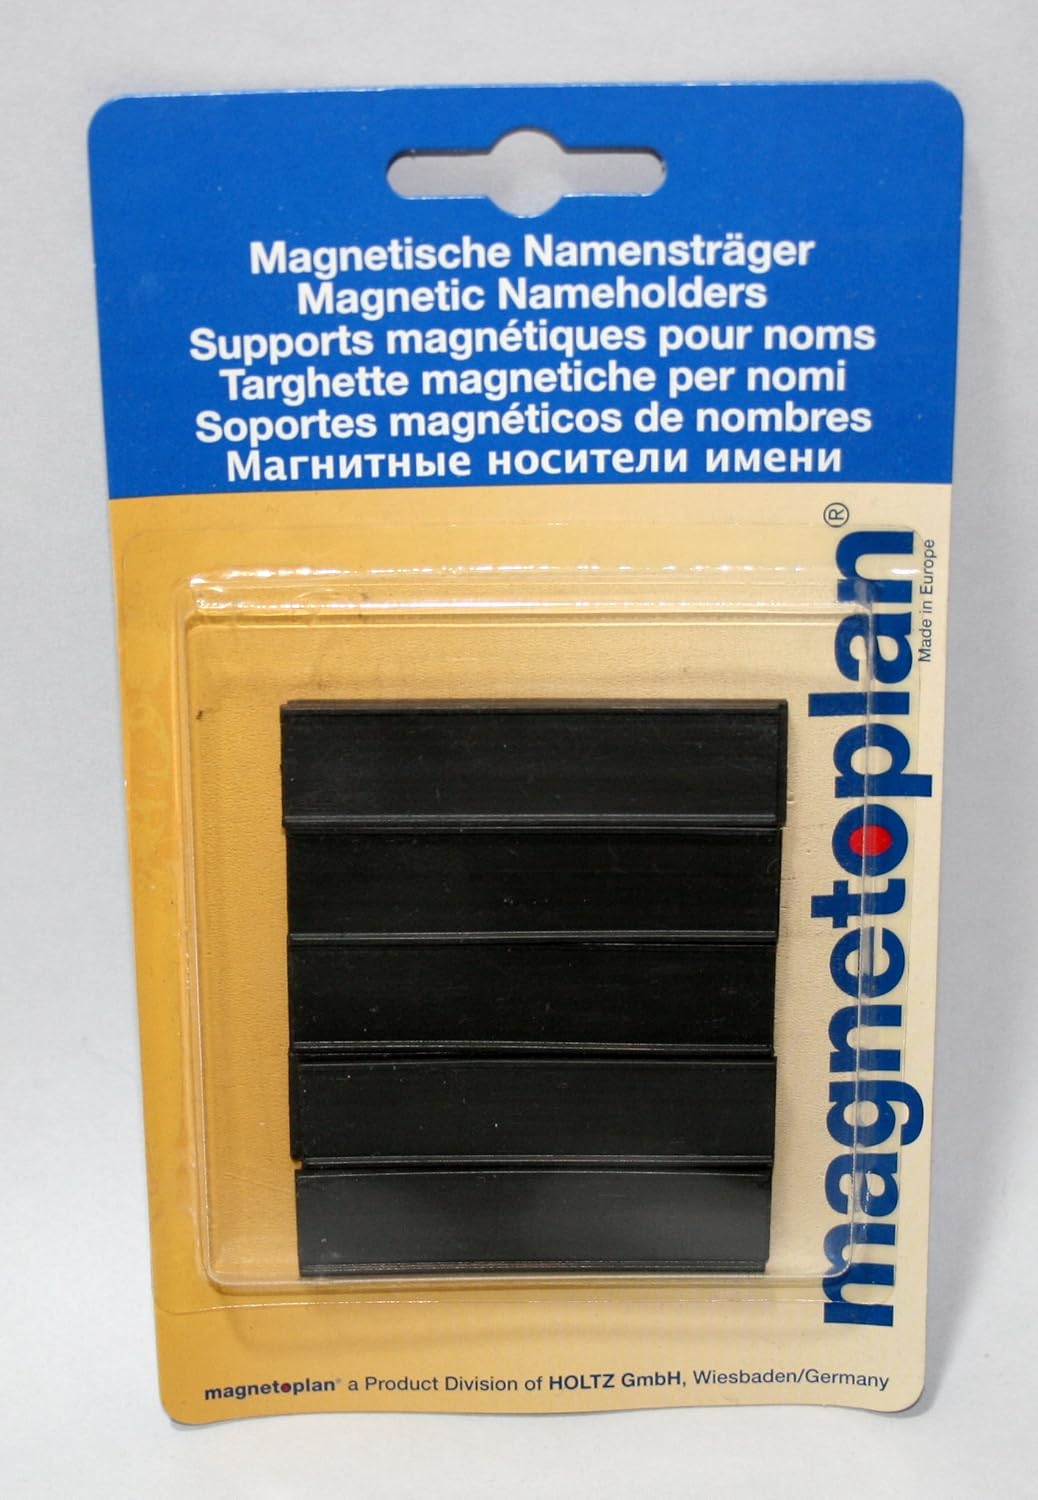 Magnetische Namensträger
Magnetic Nameholders
Supports magnétiques pour noms
Targhette magnetiche per nomi
Soportes magnéticos de nombres
Магнитные носители имени
magnetoplan®
Made in Europe
magnetoplan® a Product Division of HOLTZ GmbH, Wiesbaden/Germany